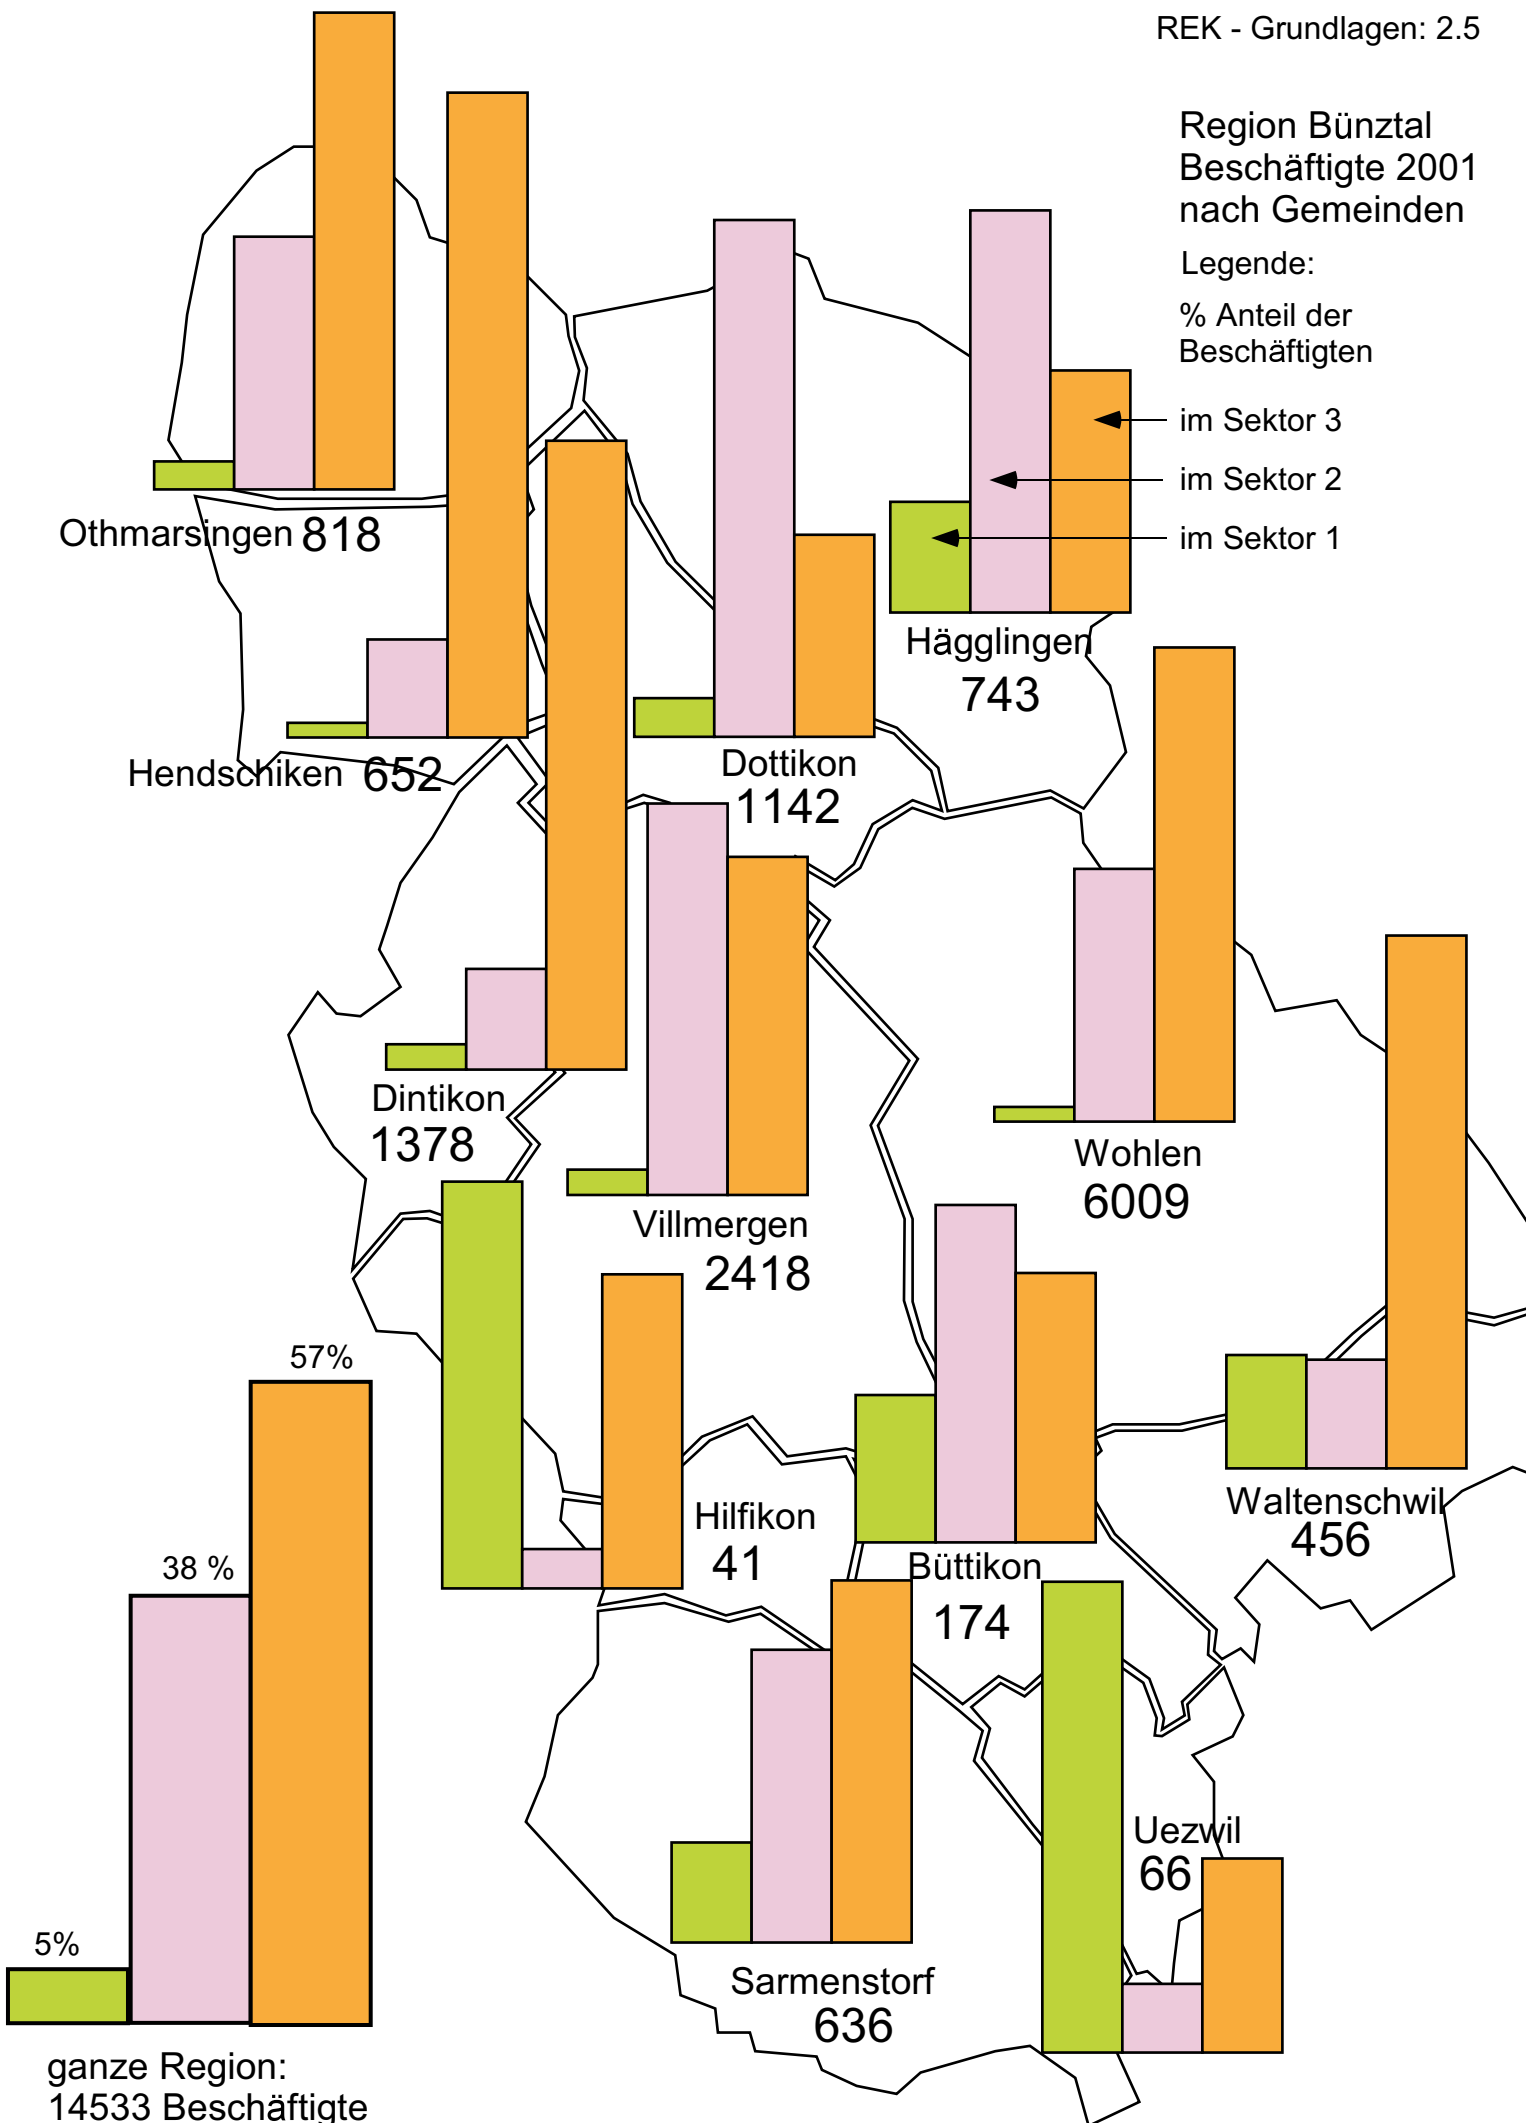 REK - Grundlagen: 2.5
Region Bünztal
Beschäftigte 2001
nach Gemeinden
Legende:
% Anteil der
Beschäftigten
im Sektor 3
im Sektor 2
im Sektor 1
Othmarsingen 818
Hägglingen
743
Hendschiken 652
Dottikon
1142
Dintikon
1378
Wohlen
6009
Villmergen
2418
57%
38 %
5%
Hilfikon
41
Büttikon
174
Waltenschwil
456
Uezwil
66
Sarmenstorf
636
ganze Region:
14533 Beschäftigte